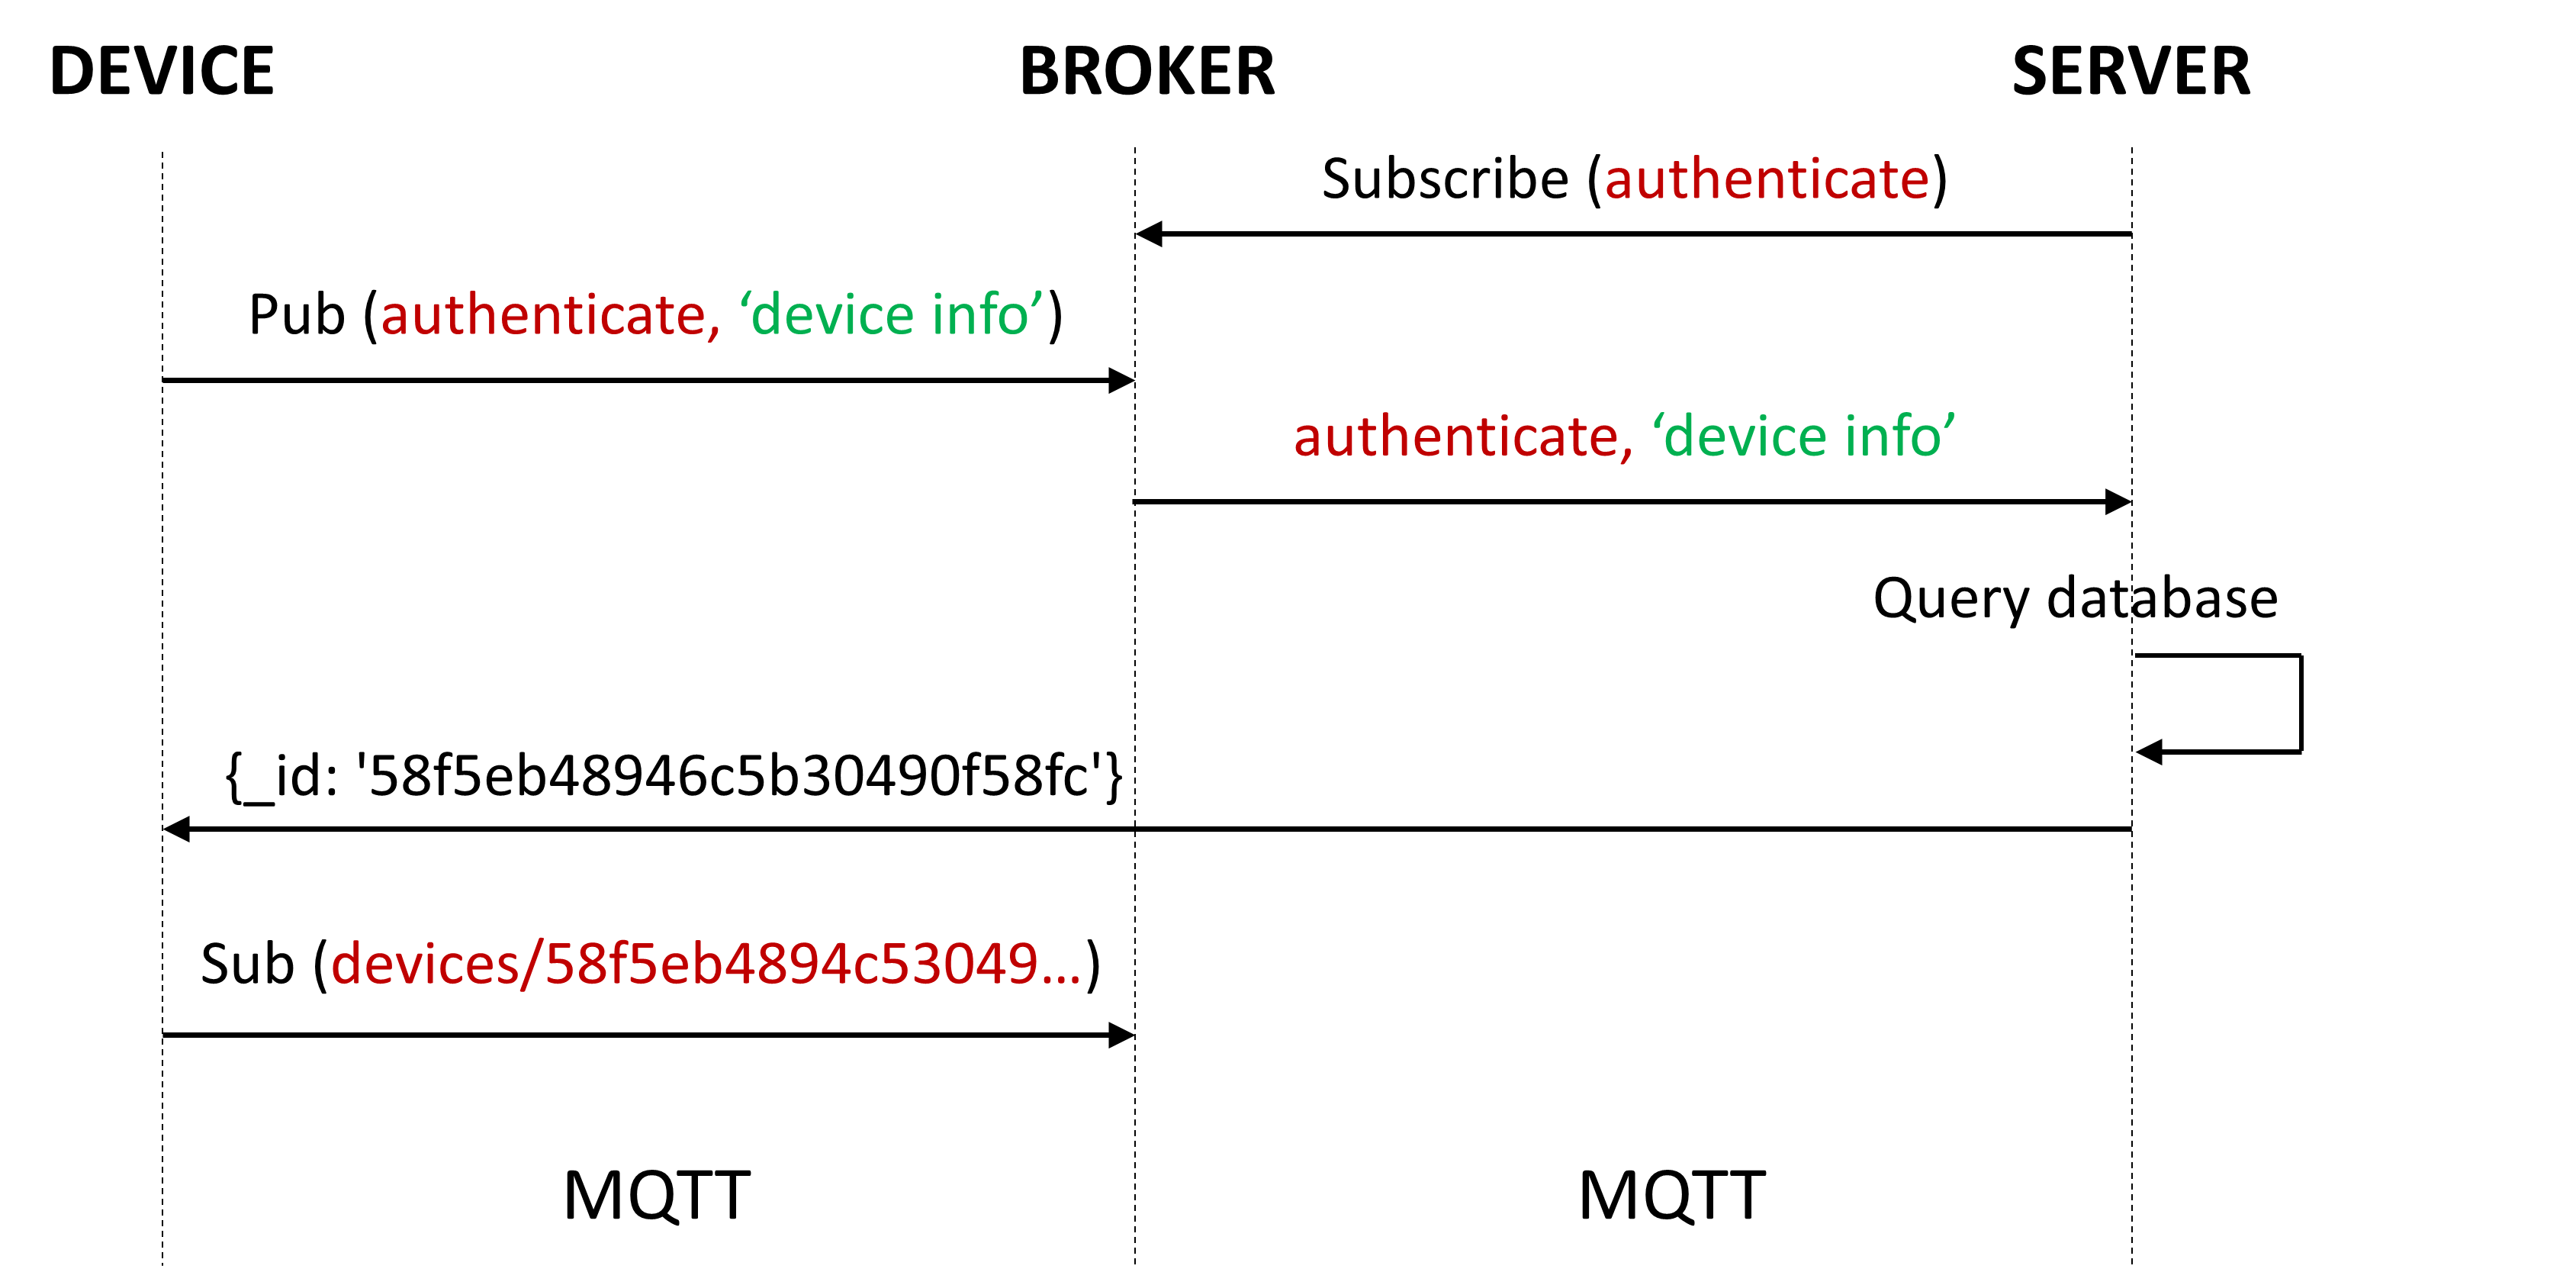 DEVICE
BROKER
SERVER
Subscribe (authenticate)
Pub (authenticate, ‘device info’)
authenticate, ‘device info’
Query database
{_id: '58f5eb48946c5b30490f58fc'}
Sub (devices/58f5eb4894c53049…)
MQTT
MQTT